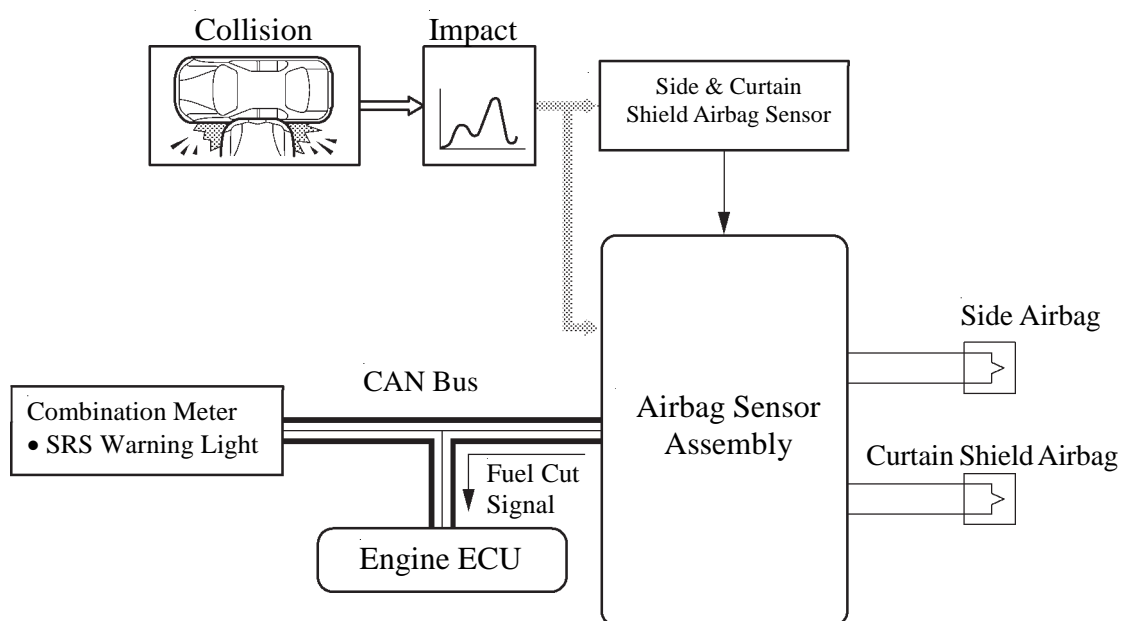 Collision
Impact
Side & Curtain
Shield Airbag Sensor
Side Airbag
CAN Bus
Combination Meter
• SRS Warning Light
Airbag Sensor
Assembly
Curtain Shield Airbag
Fuel Cut
Signal
Engine ECU